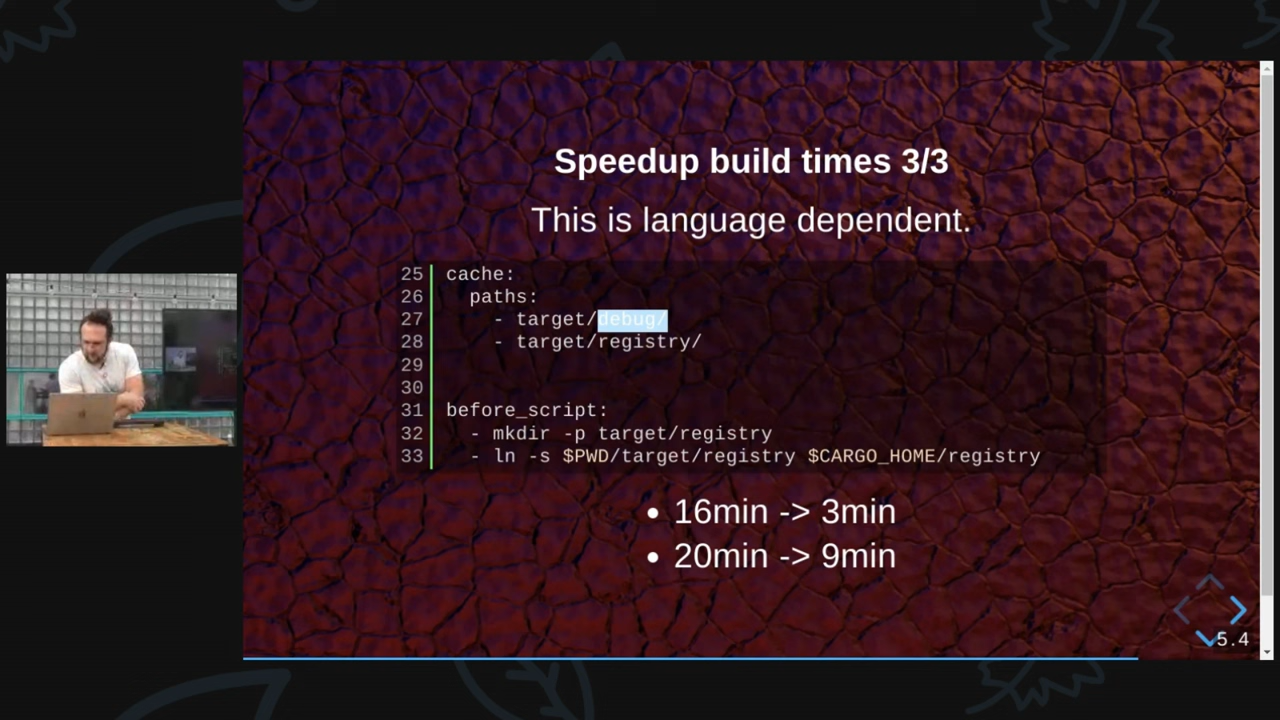 Speedup build times 3/3
This is language dependent.
25 cache:
26   paths:
27     - target/debug/
28     - target/registry/
29
30
31 before_script:
32   - mkdir -p target/registry
33   - ln -s $PWD/target/registry $CARGO_HOME/registry
• 16min -> 3min
• 20min -> 9min
5.4